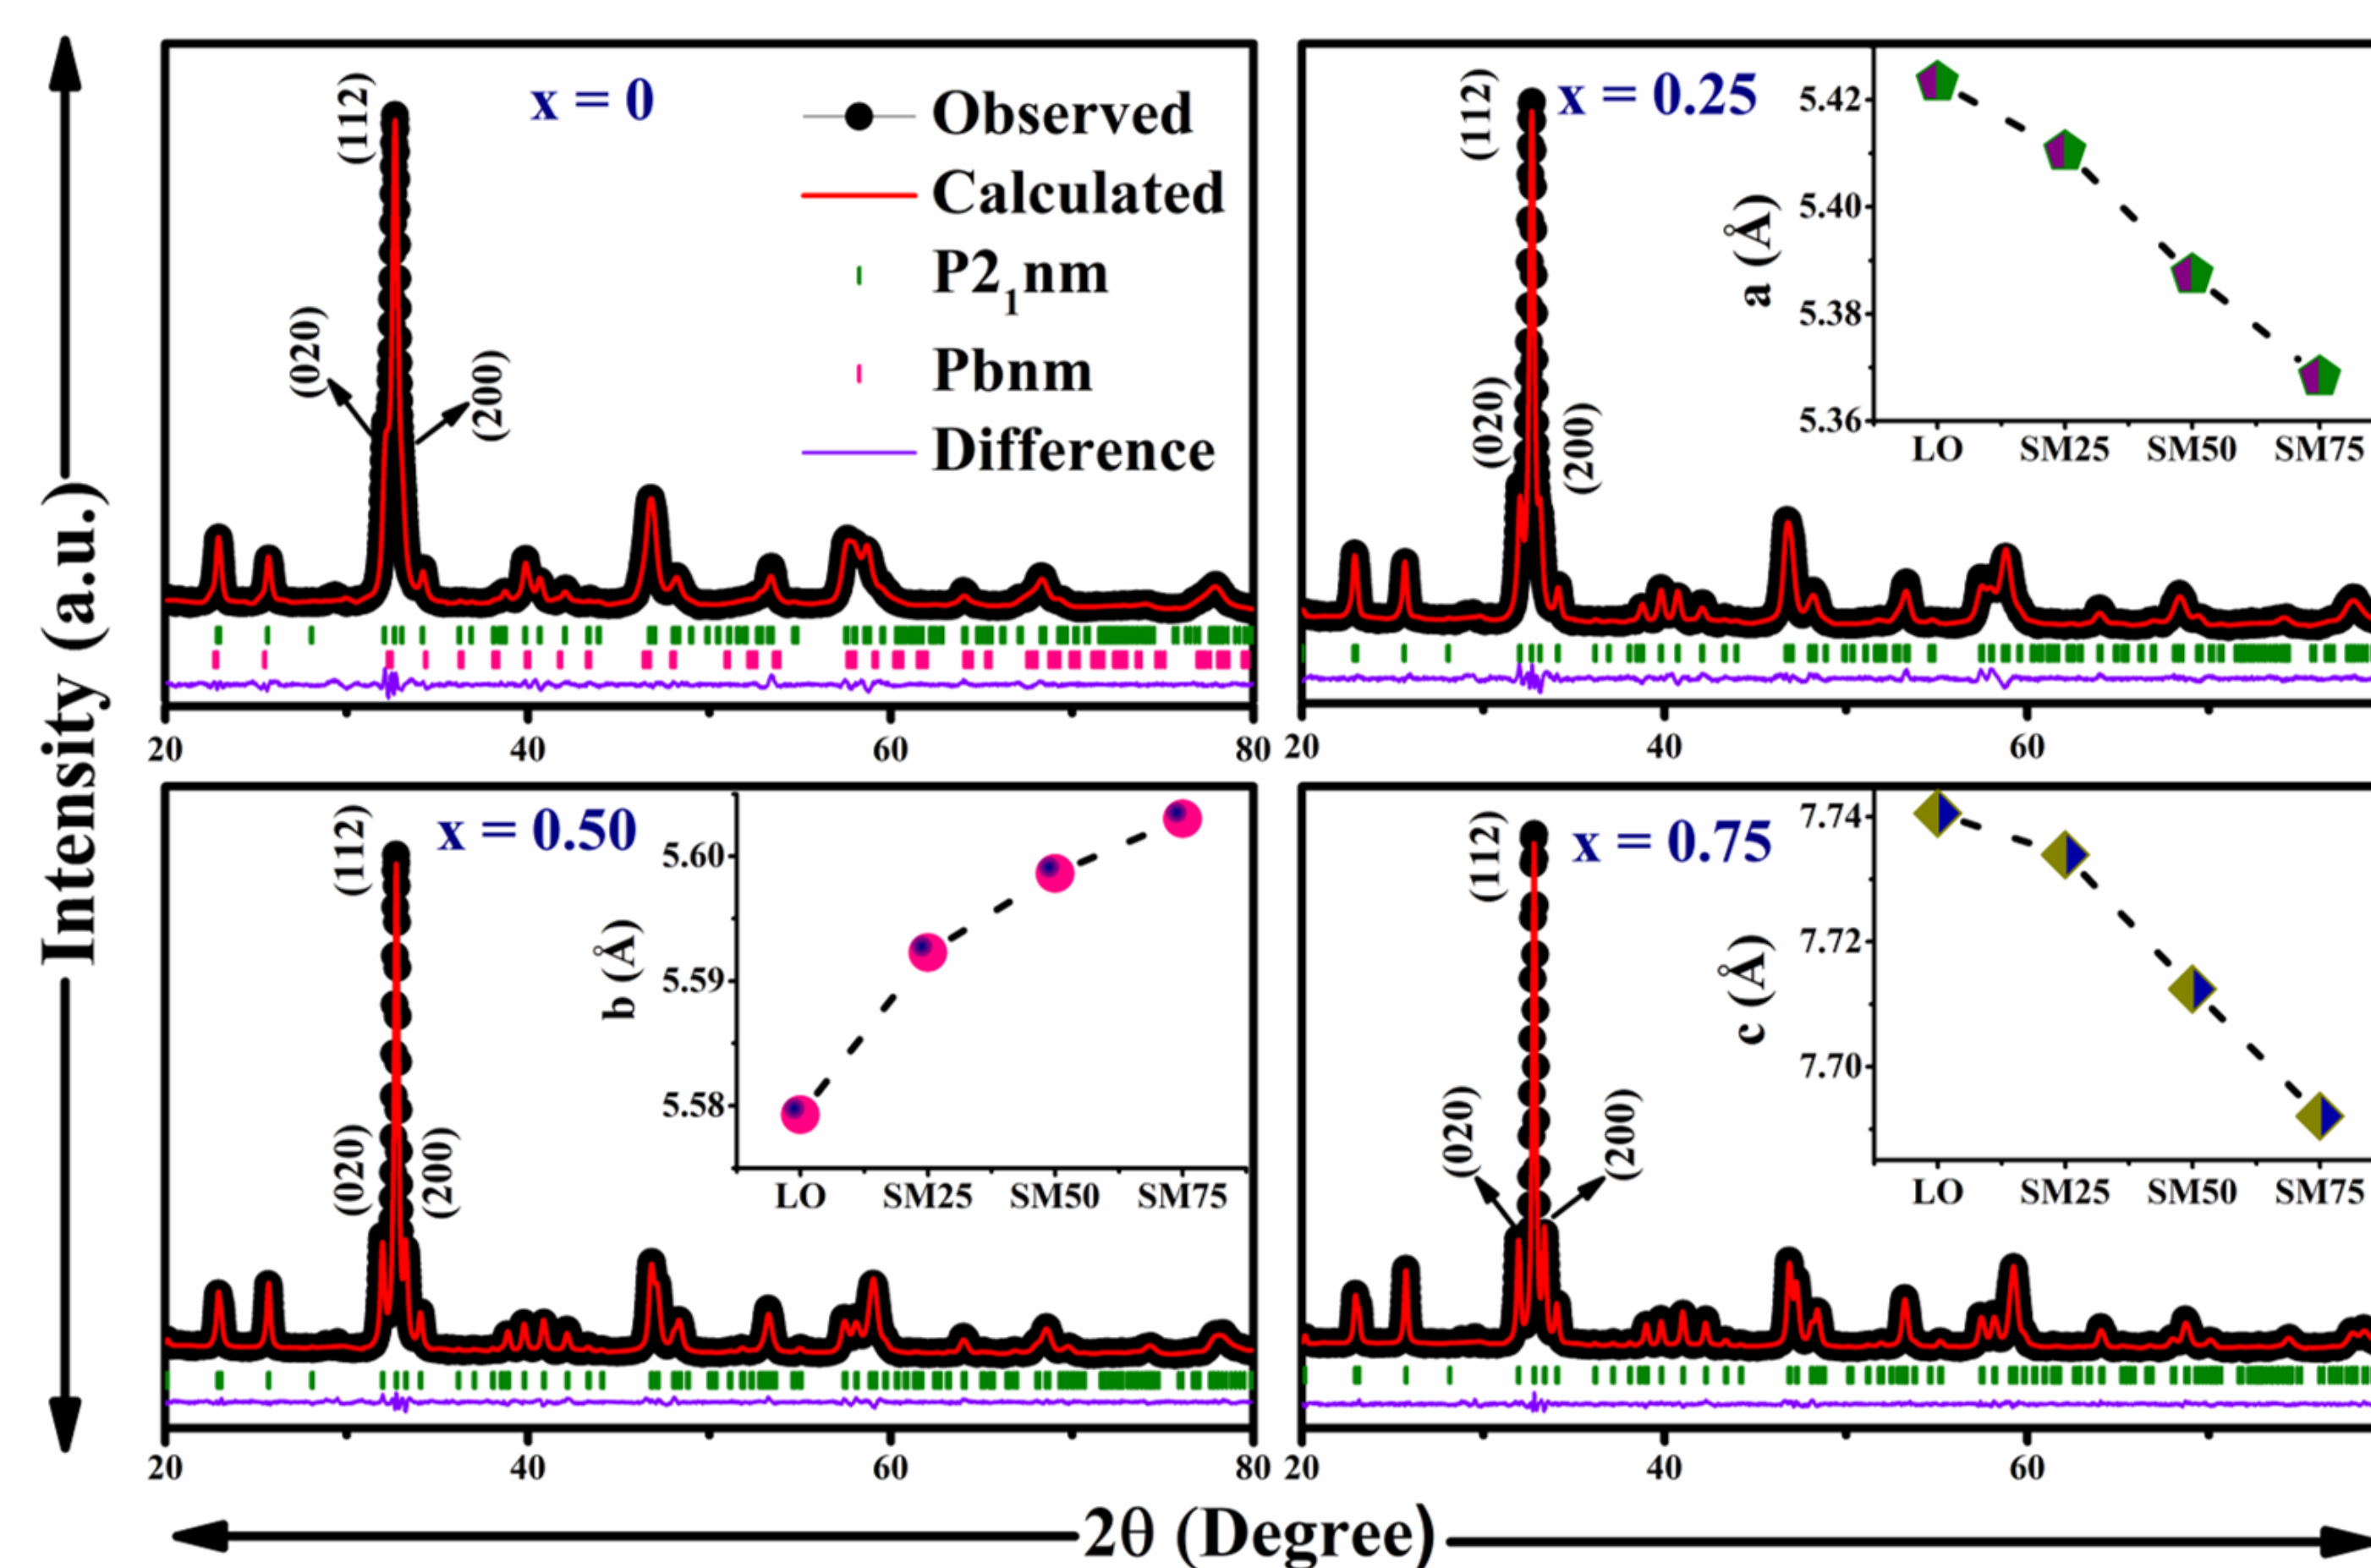 Intensity (a.u.)
x = 0
(112)
(020)
(200)
Observed
Calculated
P2₁nm
Pbnm
Difference
20 40 60 80
x = 0.25
(112)
(020)
(200)
a (Å)
5.42
5.40
5.38
5.36
LO SM25 SM50 SM75
20 40 60
x = 0.50
(112)
(020)
(200)
b (Å)
5.60
5.59
5.58
LO SM25 SM50 SM75
20 40 60 80
x = 0.75
(112)
(020)
(200)
c (Å)
7.74
7.72
7.70
LO SM25 SM50 SM75
20 40 60
2θ (Degree)